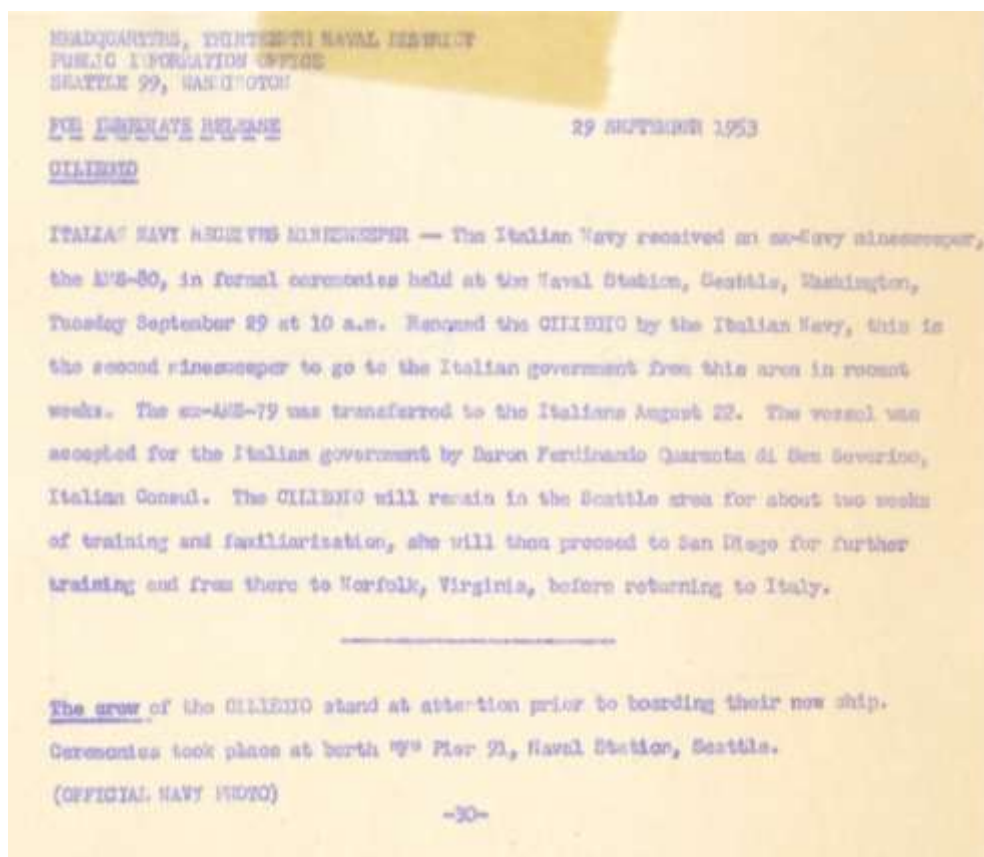 HEADQUARTERS, THIRTEENTH NAVAL DISTRICT
PUBLIC INFORMATION OFFICE
SEATTLE 99, WASHINGTON
FOR IMMEDIATE RELEASE 29 SEPTEMBER 1953
CILIEGIO
ITALIAN NAVY RECEIVES MINESWEEPER — The Italian Navy received an ex-Navy minesweeper,
the AMS-80, in formal ceremonies held at the Naval Station, Seattle, Washington,
Tuesday September 29 at 10 a.m. Renamed the CILIEGIO by the Italian Navy, this is
the second minesweeper to go to the Italian government from this area in recent
weeks. The ex-AMS-79 was transferred to the Italians August 22. The vessel was
accepted for the Italian government by Baron Ferdinando Quaranta di San Severino,
Italian Consul. The CILIEGIO will remain in the Seattle area for about two weeks
of training and familiarization, she will then proceed to San Diego for further
training and from there to Norfolk, Virginia, before returning to Italy.
The crew of the CILIEGIO stand at attention prior to boarding their new ship.
Ceremonies took place at berth Pier 91, Naval Station, Seattle.
(OFFICIAL NAVY PHOTO)
-30-